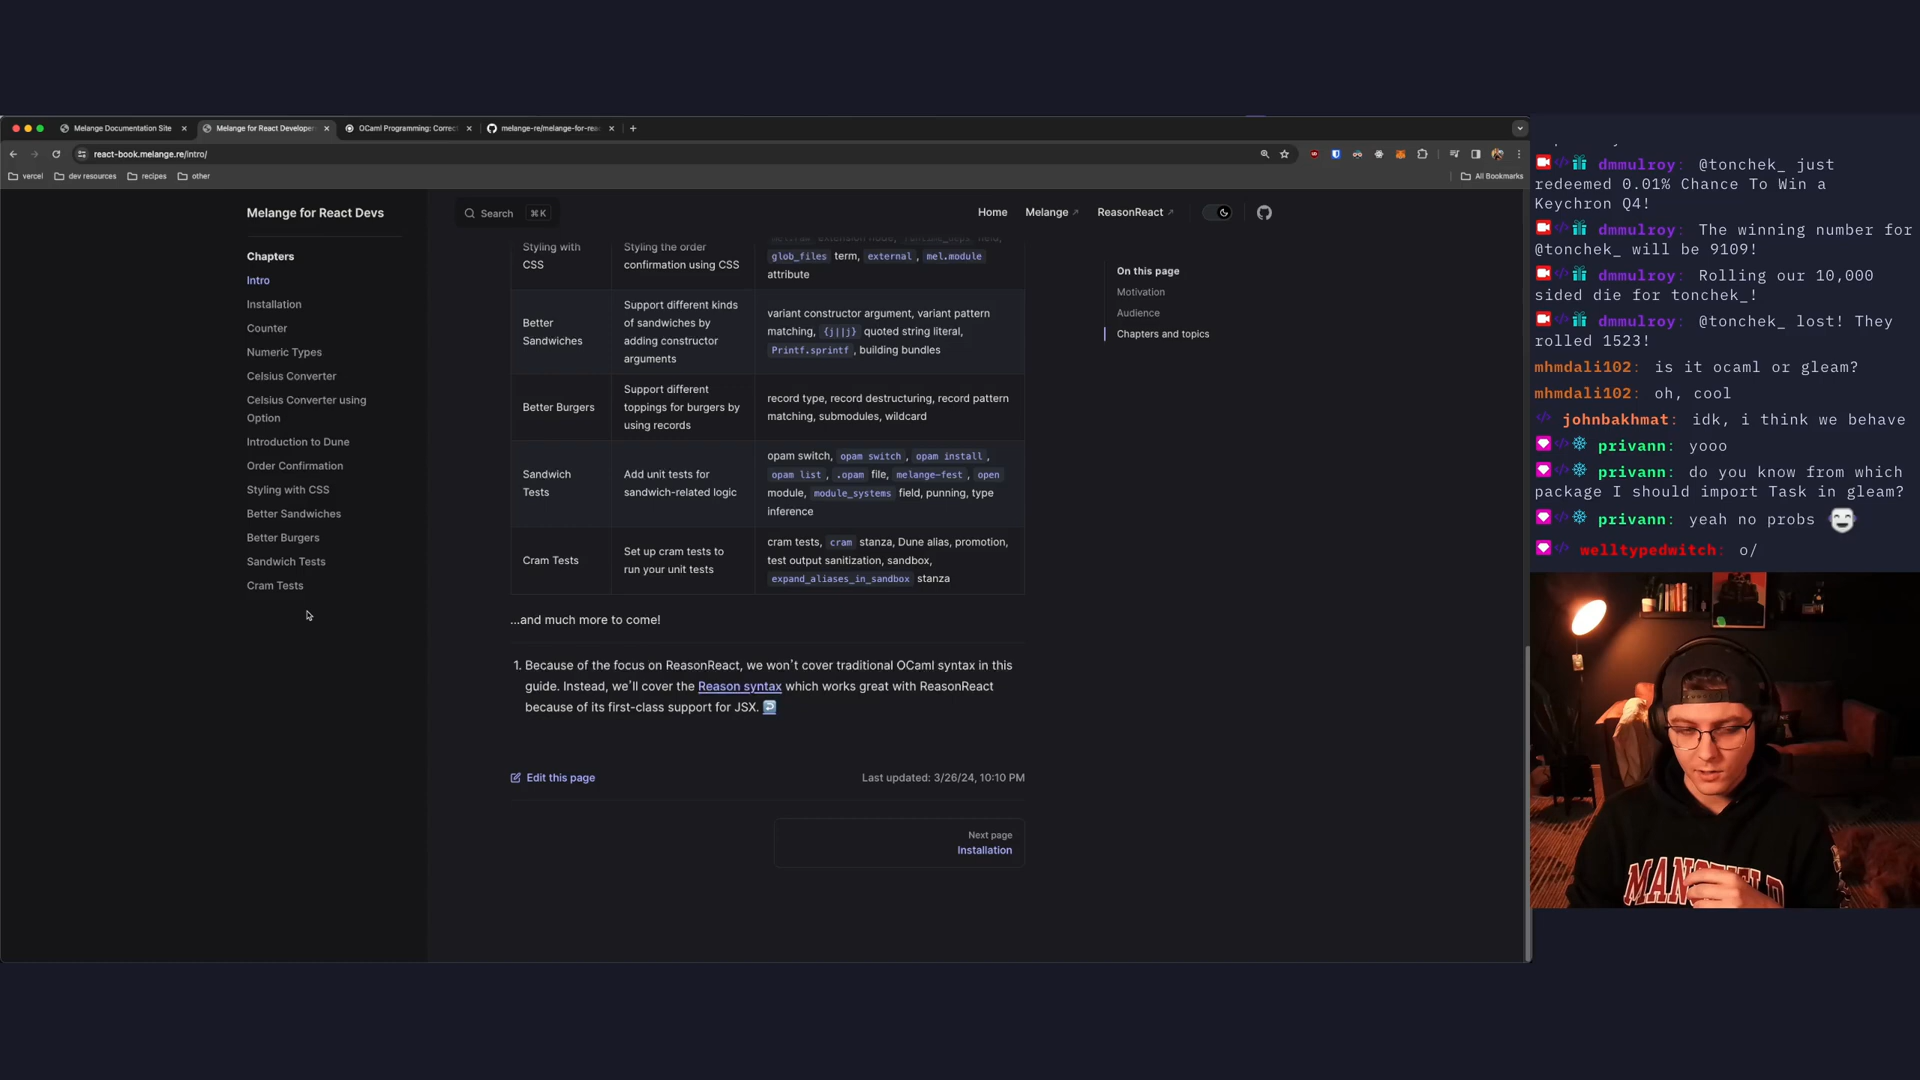 Melange Documentation Site
Melange for React Developer
OCaml Programming: Correct
melange-re/melange-for-rea
react-book.melange.re/intro/
vercel
dev resources
recipes
other
All Bookmarks
Melange for React Devs
Search
⌘K
Home
Melange
ReasonReact
Chapters
Intro
Installation
Counter
Numeric Types
Celsius Converter
Celsius Converter using
Option
Introduction to Dune
Order Confirmation
Styling with CSS
Better Sandwiches
Better Burgers
Sandwich Tests
Cram Tests
Styling with
CSS
Styling the order
confirmation using CSS
glob_files term, external, mel.module
attribute
Better
Sandwiches
Support different kinds
of sandwiches by
adding constructor
arguments
variant constructor argument, variant pattern
matching, {j||j} quoted string literal,
Printf.sprintf, building bundles
Better Burgers
Support different
toppings for burgers by
using records
record type, record destructuring, record pattern
matching, submodules, wildcard
Sandwich
Tests
Add unit tests for
sandwich-related logic
opam switch, opam switch, opam install,
opam list, .opam file, melange-fest, open
module, module_systems field, punning, type
inference
Cram Tests
Set up cram tests to
run your unit tests
cram tests, cram stanza, Dune alias, promotion,
test output sanitization, sandbox,
expand_aliases_in_sandbox stanza
...and much more to come!
1. Because of the focus on ReasonReact, we won't cover traditional OCaml syntax in this
guide. Instead, we'll cover the Reason syntax which works great with ReasonReact
because of its first-class support for JSX.
Edit this page
Last updated: 3/26/24, 10:10 PM
Next page
Installation
On this page
Motivation
Audience
Chapters and topics
dmmulroy: @tonchek_ just
redeemed 0.01% Chance To Win a
Keychron Q4!
dmmulroy: The winning number for
@tonchek_ will be 9109!
dmmulroy: Rolling our 10,000
sided die for tonchek_!
dmmulroy: @tonchek_ lost! They
rolled 1523!
mhmdali102: is it ocaml or gleam?
mhmdali102: oh, cool
johnbakhmat: idk, i think we behave
privann: yooo
privann: do you know from which
package I should import Task in gleam?
privann: yeah no probs
welltypedwitch: o/